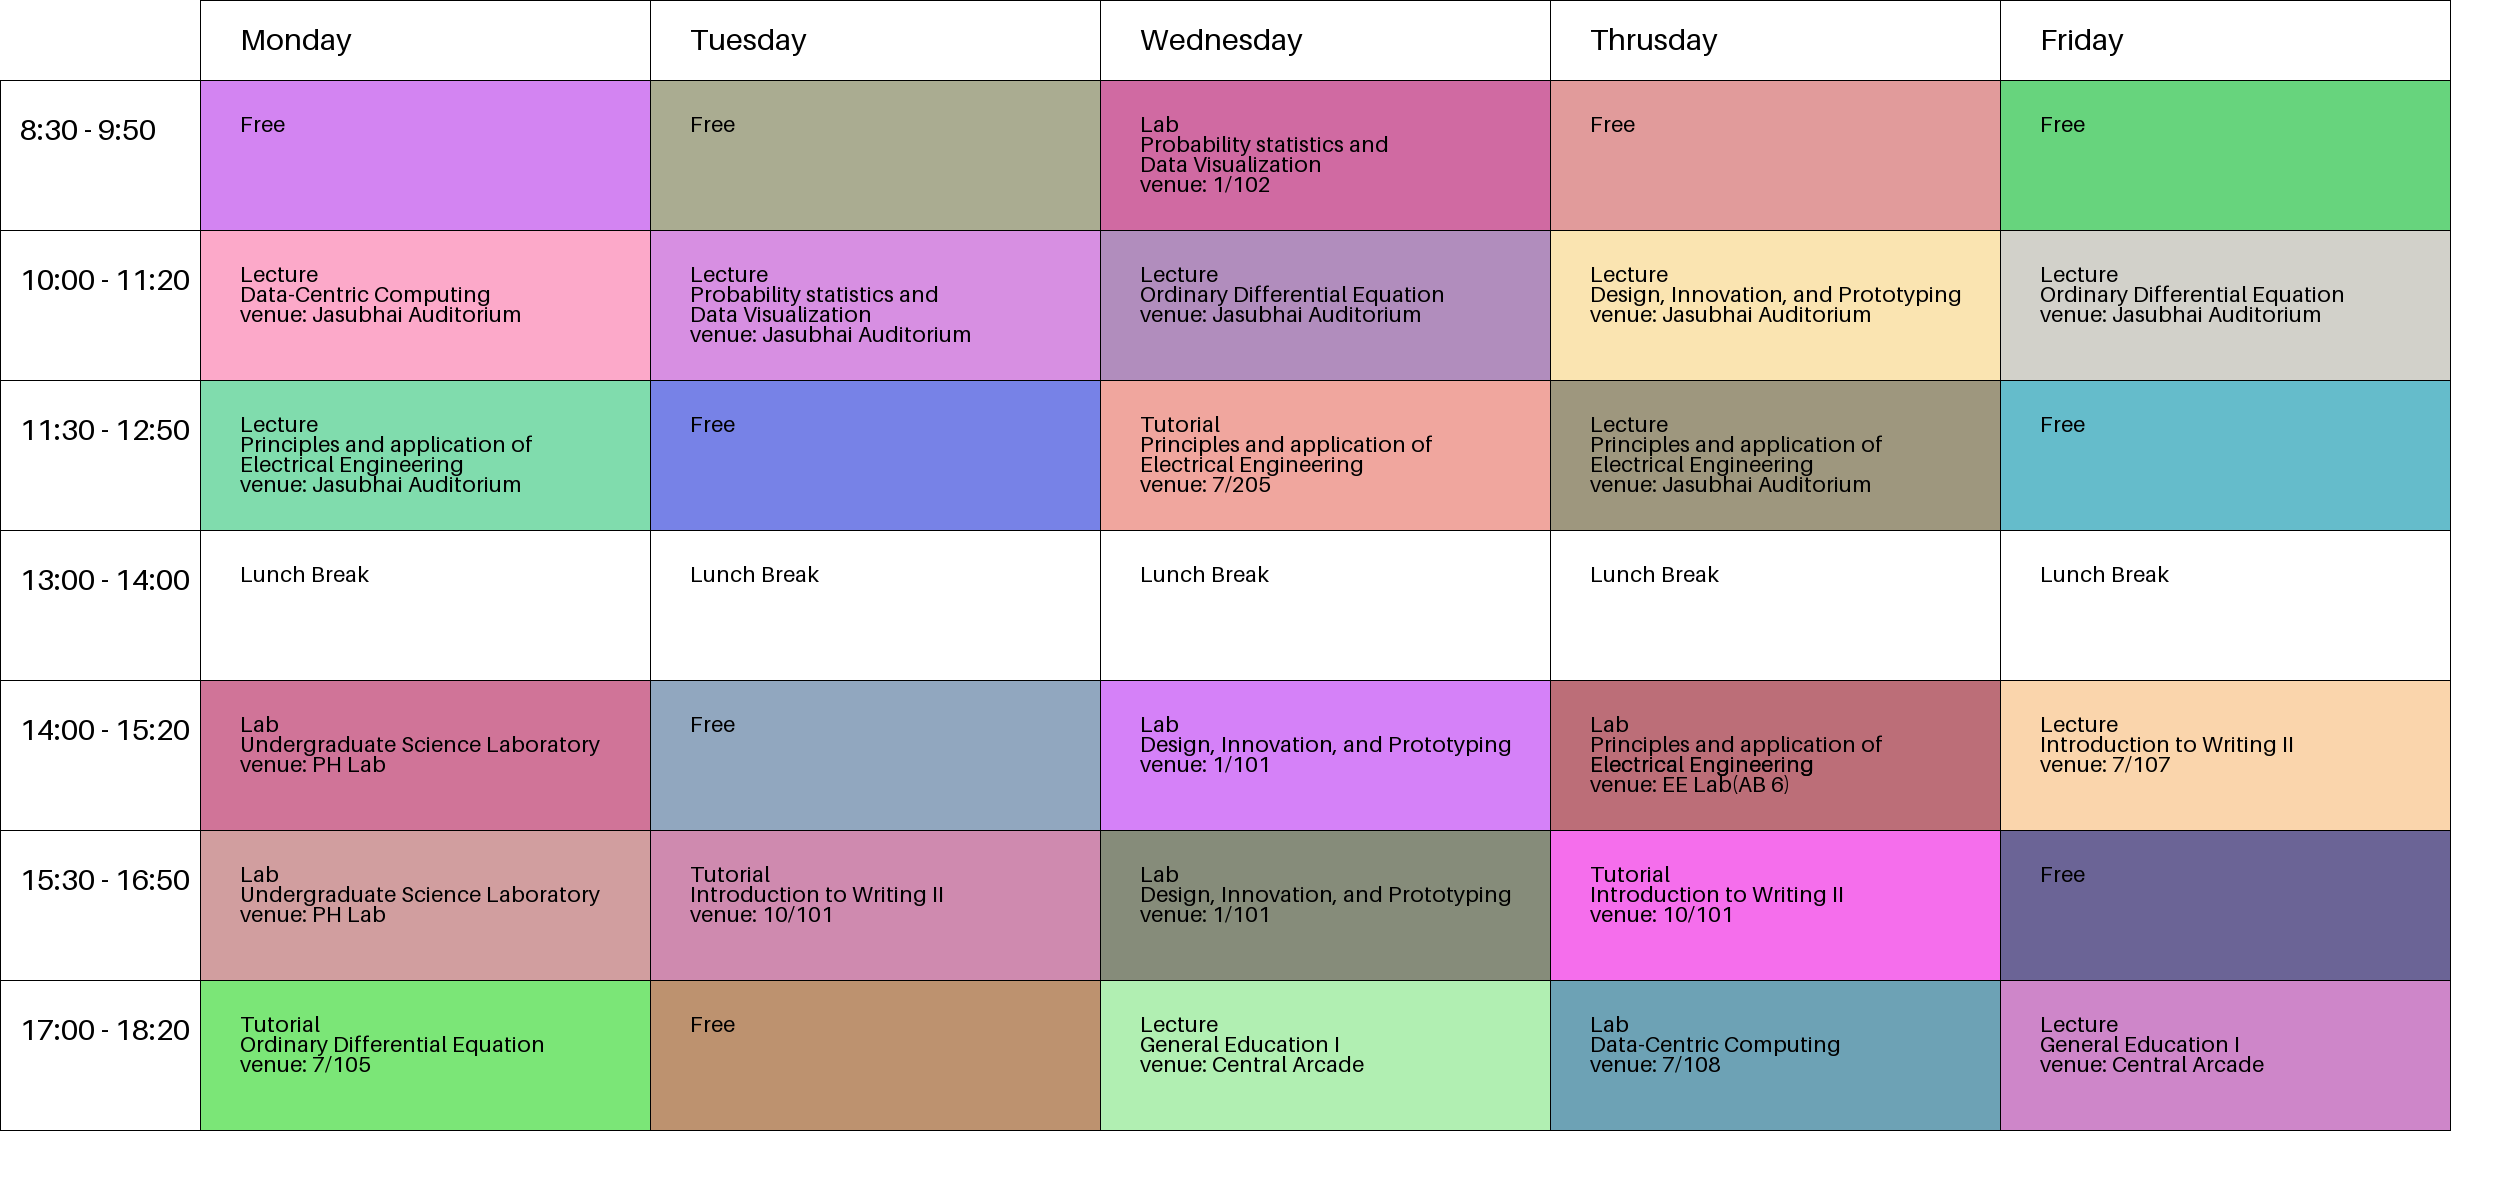 Monday
Tuesday
Wednesday
Thrusday
Friday
8:30 - 9:50
Free
Free
Lab
Probability statistics and
Data Visualization
venue: 1/102
Free
Free
10:00 - 11:20
Lecture
Data-Centric Computing
venue: Jasubhai Auditorium
Lecture
Probability statistics and
Data Visualization
venue: Jasubhai Auditorium
Lecture
Ordinary Differential Equation
venue: Jasubhai Auditorium
Lecture
Design, Innovation, and Prototyping
venue: Jasubhai Auditorium
Lecture
Ordinary Differential Equation
venue: Jasubhai Auditorium
11:30 - 12:50
Lecture
Principles and application of
Electrical Engineering
venue: Jasubhai Auditorium
Free
Tutorial
Principles and application of
Electrical Engineering
venue: 7/205
Lecture
Principles and application of
Electrical Engineering
venue: Jasubhai Auditorium
Free
13:00 - 14:00
Lunch Break
Lunch Break
Lunch Break
Lunch Break
Lunch Break
14:00 - 15:20
Lab
Undergraduate Science Laboratory
venue: PH Lab
Free
Lab
Design, Innovation, and Prototyping
venue: 1/101
Lab
Principles and application of
Electrical Engineering
venue: EE Lab(AB 6)
Lecture
Introduction to Writing II
venue: 7/107
15:30 - 16:50
Lab
Undergraduate Science Laboratory
venue: PH Lab
Tutorial
Introduction to Writing II
venue: 10/101
Lab
Design, Innovation, and Prototyping
venue: 1/101
Tutorial
Introduction to Writing II
venue: 10/101
Free
17:00 - 18:20
Tutorial
Ordinary Differential Equation
venue: 7/105
Free
Lecture
General Education I
venue: Central Arcade
Lab
Data-Centric Computing
venue: 7/108
Lecture
General Education I
venue: Central Arcade